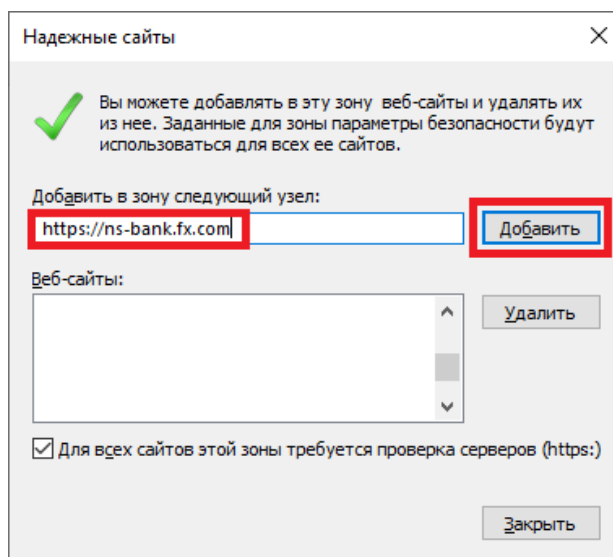 Надежные сайты
Вы можете добавлять в эту зону веб-сайты и удалять их
из нее. Заданные для зоны параметры безопасности будут
использоваться для всех ее сайтов.
Добавить в зону следующий узел:
https://ns-bank.fx.com
Добавить
Веб-сайты:
Удалить
Для всех сайтов этой зоны требуется проверка серверов (https:)
Закрыть